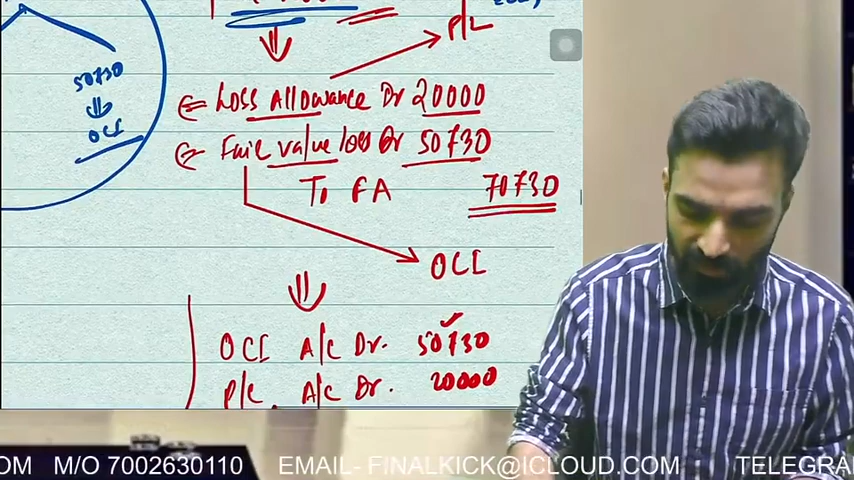 P/L
50730
OCI
Loss Allowance Dr 20000
Fair value loss Dr 50730
To FA 70730
OCI
OCI A/C Dr. 50730
P/L A/C Dr. 20000
OM M/O 7002630110 EMAIL- FINALKICK@ICLOUD.COM TELEGRA